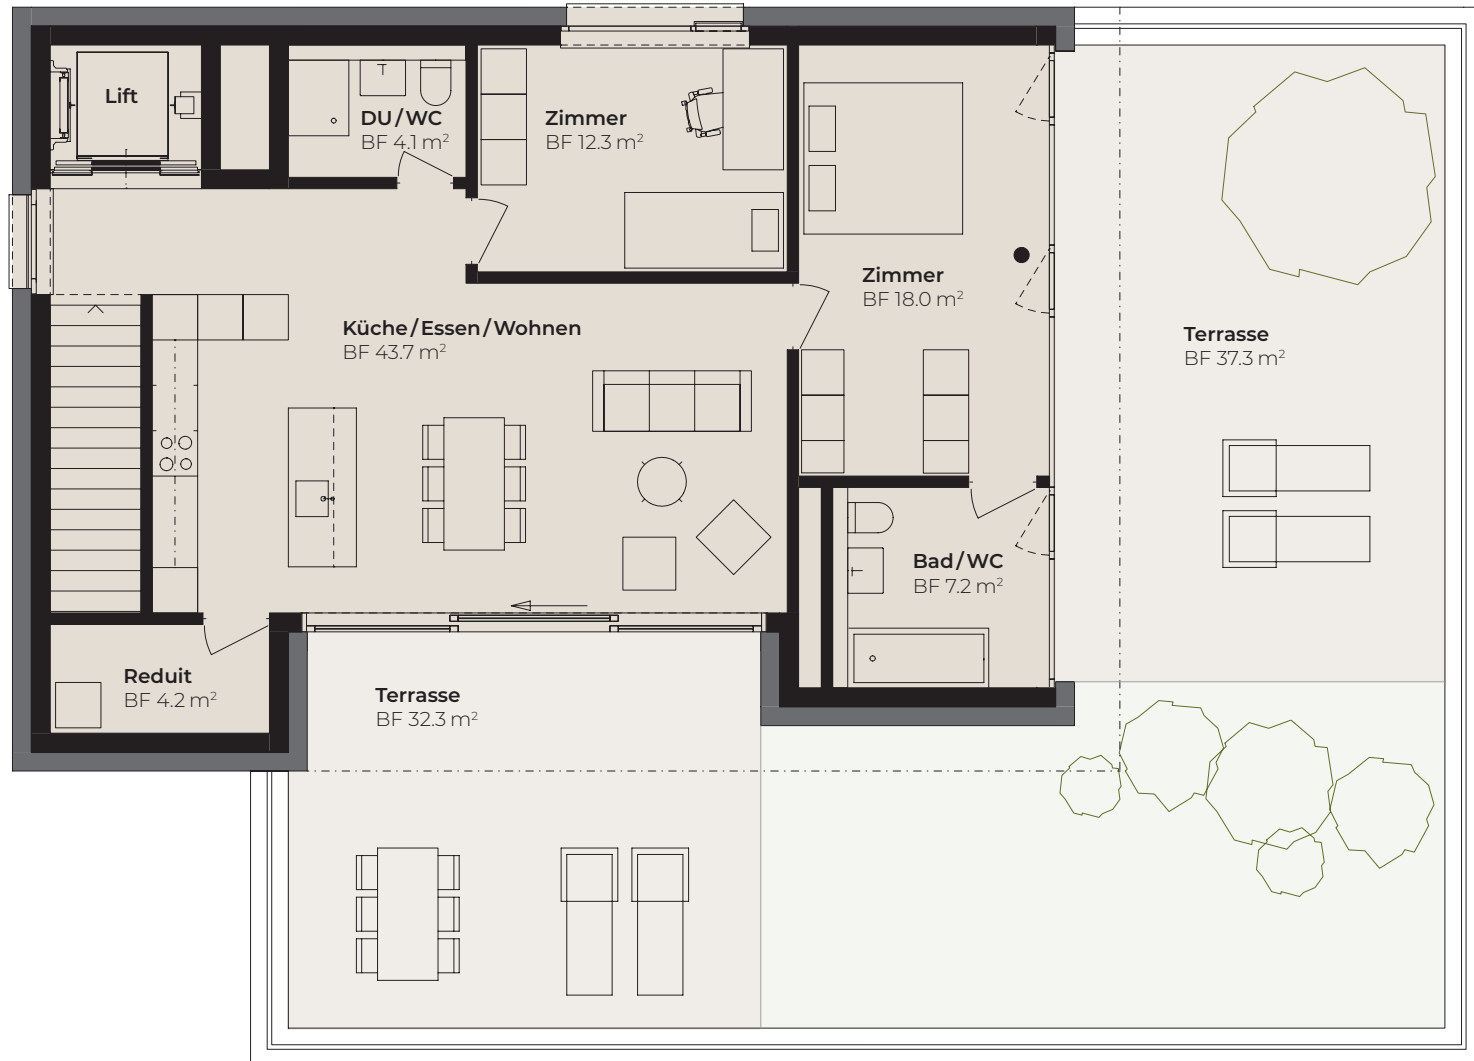 Lift
DU/WC
BF 4.1 m²
Zimmer
BF 12.3 m²
Zimmer
BF 18.0 m²
Küche/Essen/Wohnen
BF 43.7 m²
Terrasse
BF 37.3 m²
Bad/WC
BF 7.2 m²
Reduit
BF 4.2 m²
Terrasse
BF 32.3 m²